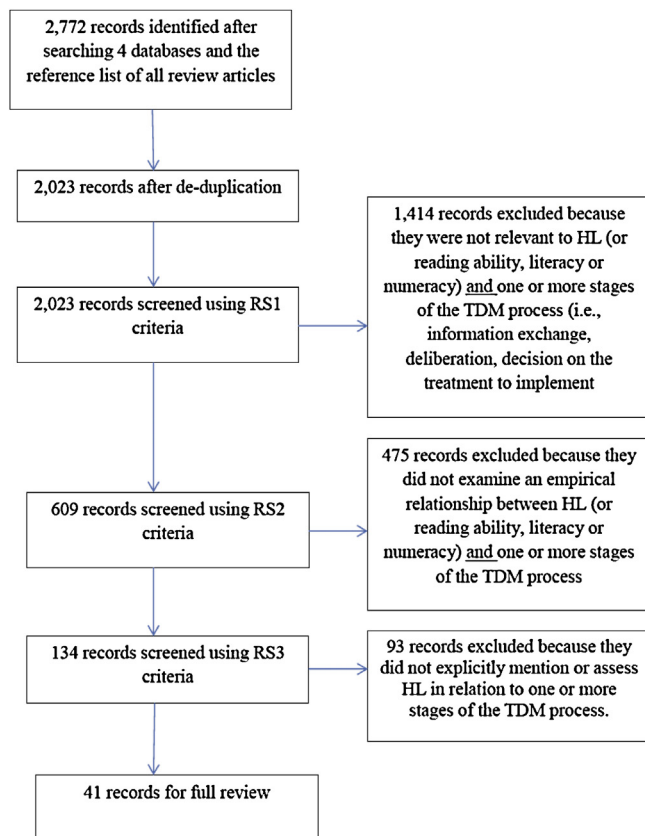 2,772 records identified after
searching 4 databases and the
reference list of all review articles
2,023 records after de-duplication
2,023 records screened using RS1
criteria
1,414 records excluded because
they were not relevant to HL (or
reading ability, literacy or
numeracy) and one or more stages
of the TDM process (i.e.,
information exchange,
deliberation, decision on the
treatment to implement
609 records screened using RS2
criteria
475 records excluded because they
did not examine an empirical
relationship between HL (or
reading ability, literacy or
numeracy) and one or more stages
of the TDM process
134 records screened using RS3
criteria
93 records excluded because they
did not explicitly mention or assess
HL in relation to one or more
stages of the TDM process.
41 records for full review